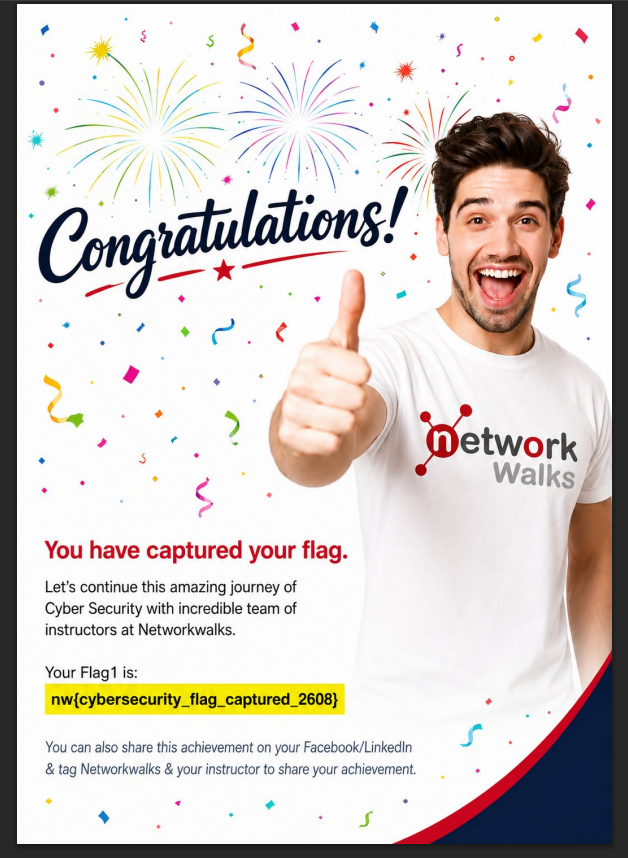 Congratulations!
network
Walks
You have captured your flag.
Let's continue this amazing journey of
Cyber Security with incredible team of
instructors at Networkwalks.
Your Flag1 is:
nw{cybersecurity_flag_captured_2608}
You can also share this achievement on your Facebook/LinkedIn
& tag Networkwalks & your instructor to share your achievement.